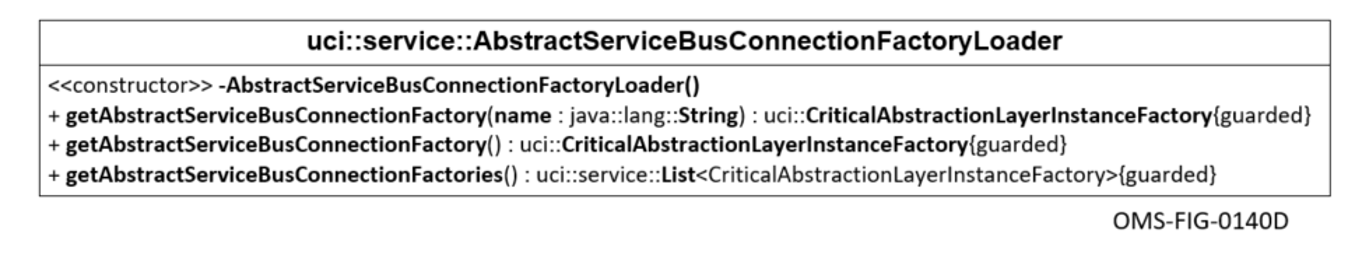 uci::service::AbstractServiceBusConnectionFactoryLoader
<<constructor>> -AbstractServiceBusConnectionFactoryLoader()
+ getAbstractServiceBusConnectionFactory(name : java::lang::String) : uci::CriticalAbstractionLayerInstanceFactory{guarded}
+ getAbstractServiceBusConnectionFactory() : uci::CriticalAbstractionLayerInstanceFactory{guarded}
+ getAbstractServiceBusConnectionFactories() : uci::service::List<CriticalAbstractionLayerInstanceFactory>{guarded}
OMS-FIG-0140D